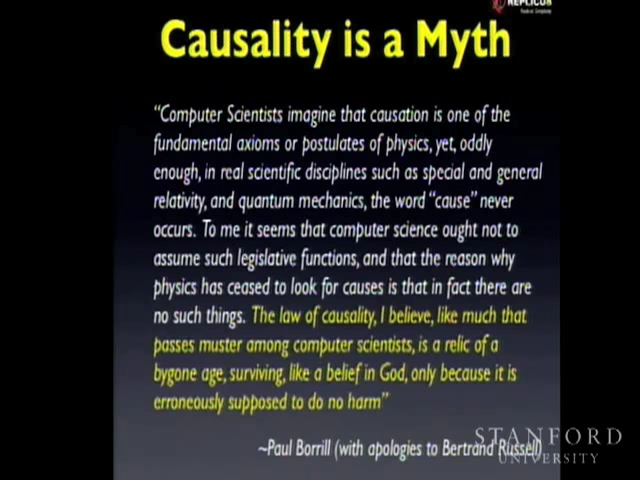 REPLICUS
Causality is a Myth
“Computer Scientists imagine that causation is one of the
fundamental axioms or postulates of physics, yet, oddly
enough, in real scientific disciplines such as special and general
relativity, and quantum mechanics, the word “cause” never
occurs. To me it seems that computer science ought not to
assume such legislative functions, and that the reason why
physics has ceased to look for causes is that in fact there are
no such things. The law of causality, I believe, like much that
passes muster among computer scientists, is a relic of a
bygone age, surviving, like a belief in God, only because it is
erroneously supposed to do no harm”
~Paul Borrill (with apologies to Bertrand Russell)
STANFORD
UNIVERSITY